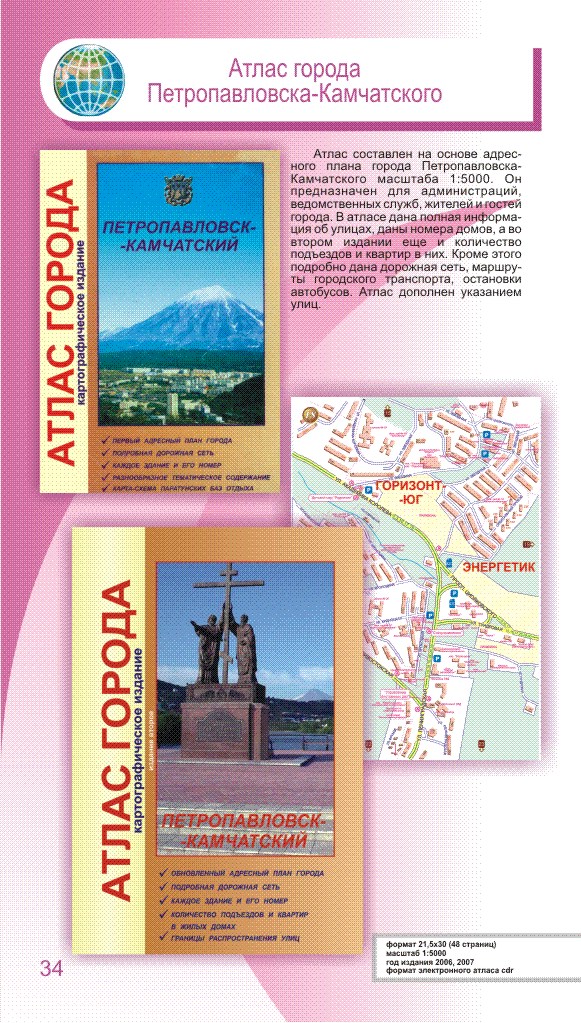 Атлас города
Петропавловска-Камчатского
Атлас составлен на основе адрес-
ного плана города Петропавловска-
Камчатского масштаба 1:5000. Он
предназначен для администраций,
ведомственных служб, жителей и гостей
города. В атласе дана полная информа-
ция об улицах, даны номера домов, а во
втором издании еще и количество
подъездов и квартир в них. Кроме этого
подробно дана дорожная сеть, маршру-
ты городского транспорта, остановки
автобусов. Атлас дополнен указанием
улиц.
АТЛАС ГОРОДА
картографическое издание
ПЕТРОПАВЛОВСК-
-КАМЧАТСКИЙ
ПЕРВЫЙ АДРЕСНЫЙ ПЛАН ГОРОДА
ПОДРОБНАЯ ДОРОЖНАЯ СЕТЬ
КАЖДОЕ ЗДАНИЕ И ЕГО НОМЕР
РАЗНООБРАЗНОЕ ТЕМАТИЧЕСКОЕ СОДЕРЖАНИЕ
КАРТА-СХЕМА ПАРАТУНСКИХ БАЗ ОТДЫХА
ГОРИЗОНТ-
-ЮГ
ЭНЕРГЕТИК
АТЛАС ГОРОДА
картографическое издание
издание второе
ПЕТРОПАВЛОВСК-
-КАМЧАТСКИЙ
ОБНОВЛЕННЫЙ АДРЕСНЫЙ ПЛАН ГОРОДА
ПОДРОБНАЯ ДОРОЖНАЯ СЕТЬ
КАЖДОЕ ЗДАНИЕ И ЕГО НОМЕР
КОЛИЧЕСТВО ПОДЪЕЗДОВ И КВАРТИР
В ЖИЛЫХ ДОМАХ
ГРАНИЦЫ РАСПРОСТРАНЕНИЯ УЛИЦ
формат 21,5х30 (48 страниц)
масштаб 1:5000
год издания 2006, 2007
формат электронного атласа cdr
34